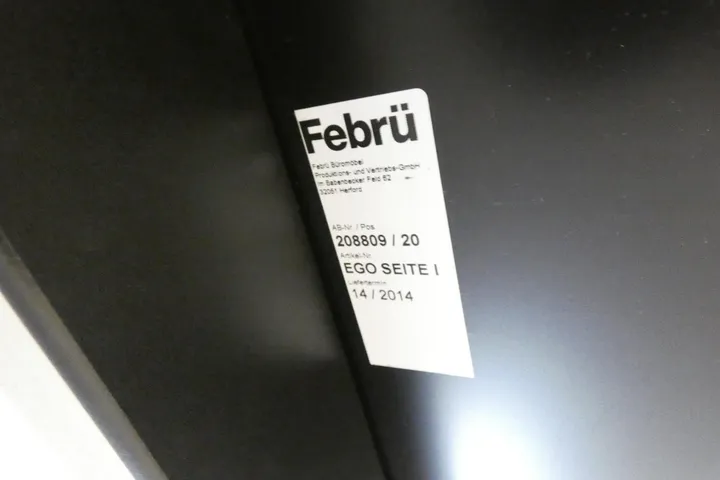 Febrü
Febrü Büromöbel
Produktions- und Vertriebs-GmbH
Im Babenbecker Feld 62
32051 Herford
AB-Nr. / Pos.
208809 / 20
Artikel-Nr.
EGO SEITE I
Liefertermin
14 / 2014